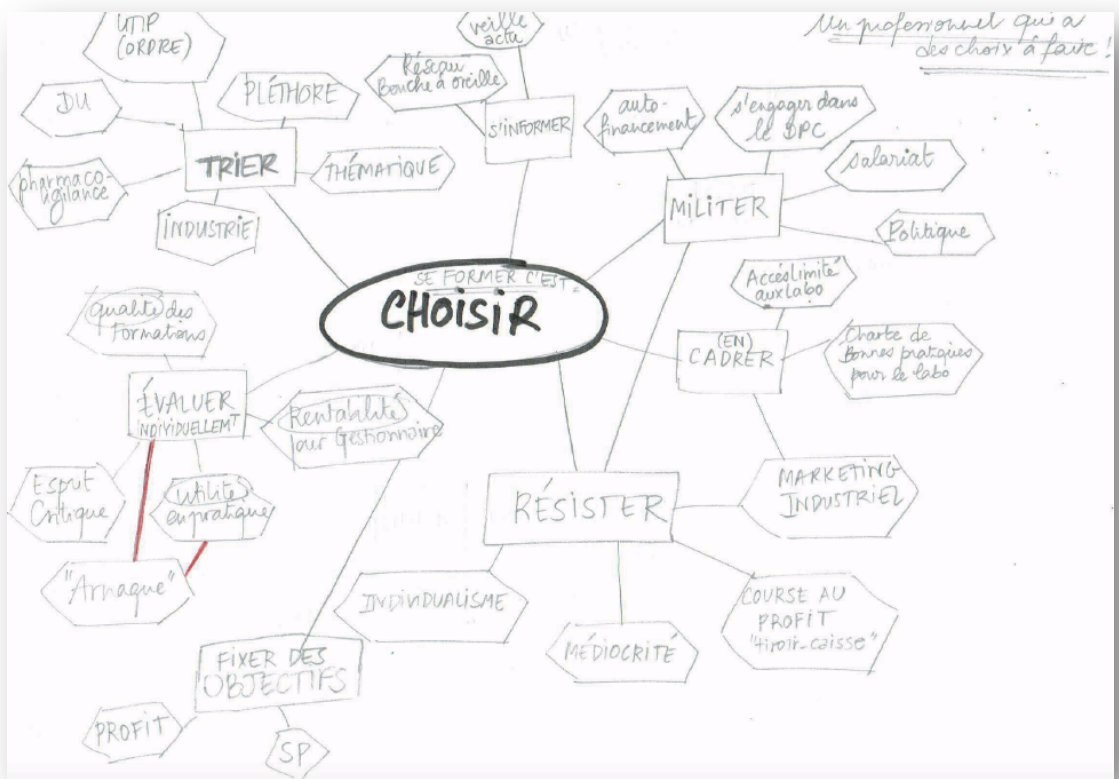 Un professionnel qui a
des choix à faire !
UTIP
(ORDRE)
DU
PLÉTHORE
pharmaco-
vigilance
TRIER
THÉMATIQUE
INDUSTRIE
veille
actu
Réseau
Bouche à oreille
S'INFORMER
auto-
financement
s'engager dans
le DPC
salariat
MILITER
Politique
SE FORMER C'EST
CHOISIR
Accès limité
aux labo
(EN)
CADRER
Charte de
Bonnes pratiques
pour le labo
MARKETING
INDUSTRIEL
qualité des
Formations
ÉVALUER
INDIVIDUELLEMT
Rentabilité
pour Gestionnaire
Esprit
Critique
utilité
en pratique
"Arnaque"
RÉSISTER
INDIVIDUALISME
MÉDIOCRITÉ
COURSE AU
PROFIT
"tiroir-caisse"
FIXER DES
OBJECTIFS
PROFIT
SP